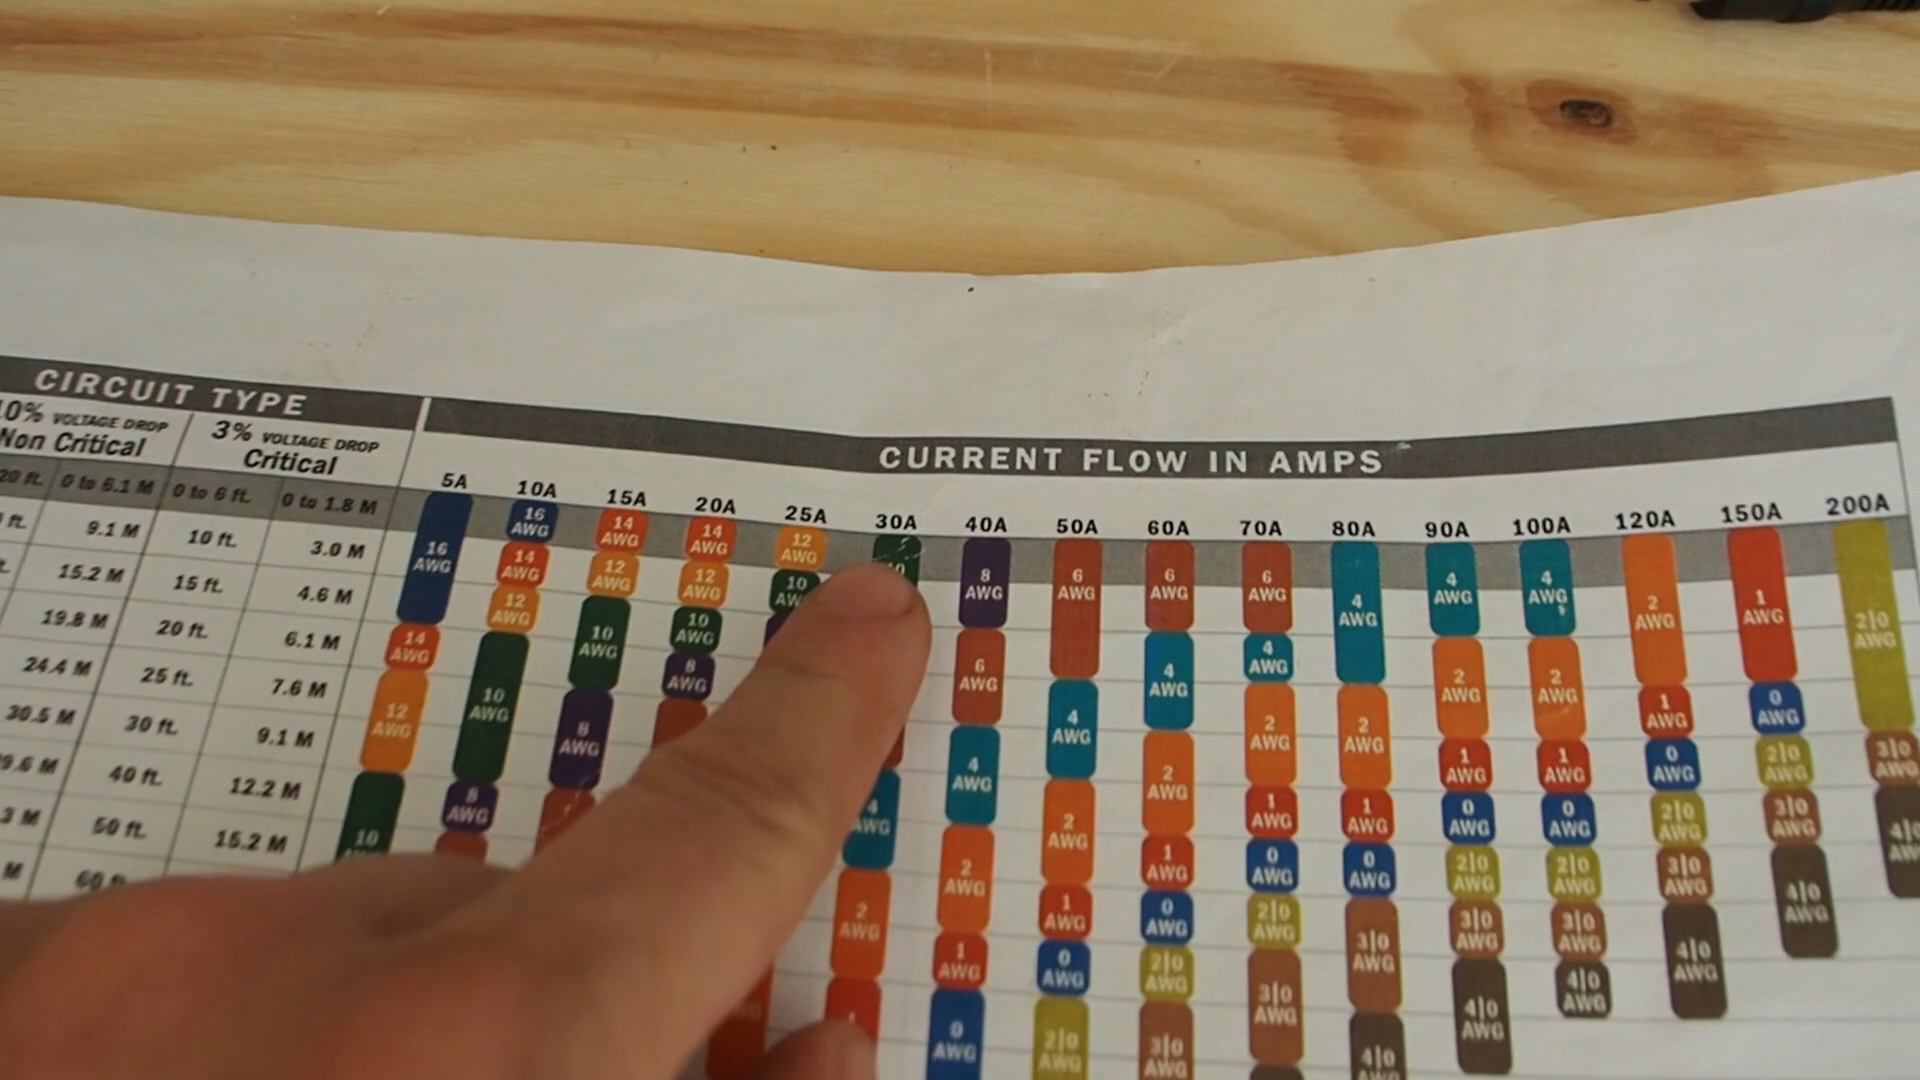 CIRCUIT TYPE
CURRENT FLOW IN AMPS
VOLTAGE DROP
Non Critical
3% VOLTAGE DROP
Critical
5A 10A 15A 20A 25A 30A 40A 50A 60A 70A 80A 90A 100A 120A 150A 200A
0 to 6.1 M 0 to 6 ft. 0 to 1.8 M
9.1 M 10 ft. 3.0 M
15.2 M 15 ft. 4.6 M
19.8 M 20 ft. 6.1 M
24.4 M 25 ft. 7.6 M
30.5 M 30 ft. 9.1 M
40 ft. 12.2 M
50 ft. 15.2 M
16 AWG
14 AWG
12 AWG
10
16 AWG
14 AWG
12 AWG
10 AWG
8 AWG
14 AWG
12 AWG
10 AWG
8 AWG
14 AWG
12 AWG
10 AWG
8 AWG
12 AWG
10
4 AWG
2 AWG
8 AWG
6 AWG
4 AWG
2 AWG
1 AWG
0 AWG
6 AWG
4 AWG
2 AWG
1 AWG
0 AWG
2|0 AWG
6 AWG
4 AWG
2 AWG
1 AWG
0 AWG
2|0 AWG
3|0 AWG
6 AWG
4 AWG
2 AWG
1 AWG
0 AWG
2|0 AWG
3|0 AWG
4 AWG
2 AWG
1 AWG
0 AWG
3|0 AWG
4|0 AWG
4 AWG
2 AWG
1 AWG
0 AWG
2|0 AWG
3|0 AWG
4|0 AWG
4 AWG
2 AWG
1 AWG
0 AWG
2|0 AWG
3|0 AWG
4|0 AWG
2 AWG
1 AWG
0 AWG
2|0 AWG
3|0 AWG
4|0 AWG
1 AWG
0 AWG
2|0 AWG
3|0 AWG
4|0 AWG
2|0 AWG
3|0 AWG